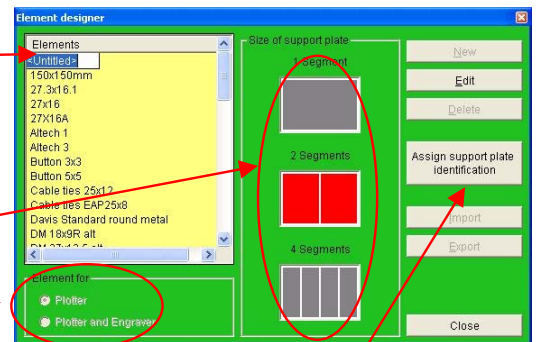 Element designer
Elements
<Untitled>
150x150mm
27.3x16.1
27x16
27X16A
Altech 1
Altech 3
Button 3x3
Button 5x5
Cable ties 25x12
Cable ties EAP25x8
Davis Standard round metal
DM 18x9R alt
Element for
Plotter
Plotter and Engraver
Size of support plate
1 Segment
2 Segments
4 Segments
New
Edit
Delete
Assign support plate
identification
Import
Export
Close